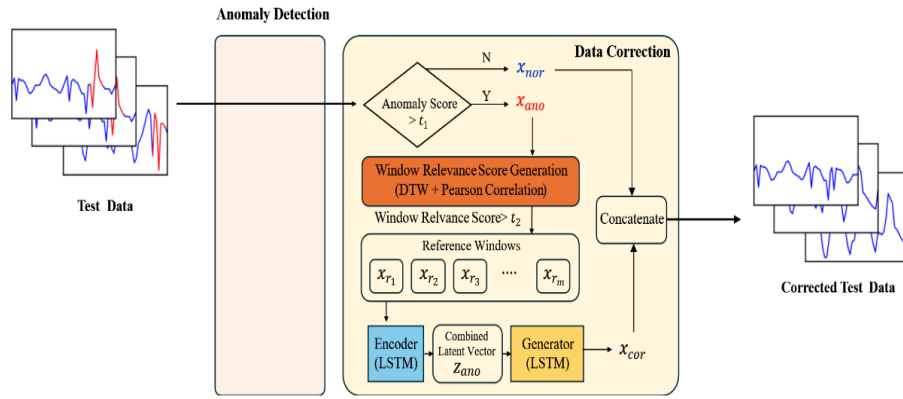 Anomaly Detection
Data Correction
Test Data
Anomaly Score
> t₁
N
x_nor
Y
x_ano
Window Relevance Score Generation
(DTW + Pearson Correlation)
Window Relvance Score> t₂
Reference Windows
x_r₁ x_r₂ x_r₃ .... x_rₘ
Encoder
(LSTM)
Combined
Latent Vector
z_ano
Generator
(LSTM)
x_cor
Concatenate
Corrected Test Data